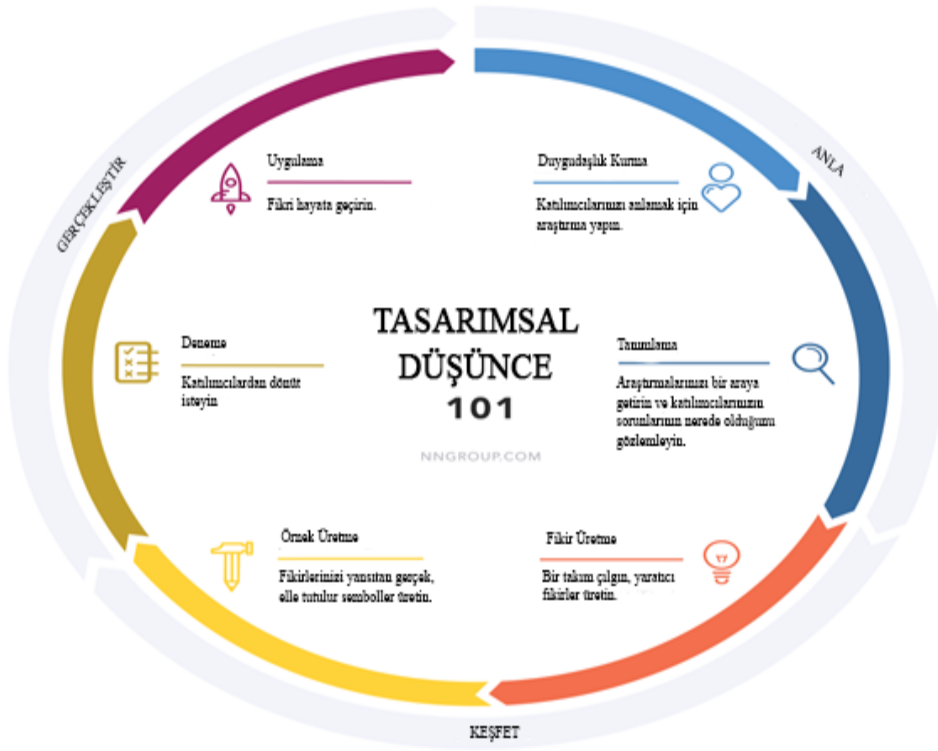 TASARIMSAL
DÜŞÜNCE
101
NNGROUP.COM
ANLA
Duygudaşlık Kurma
Katılımcılarınızı anlamak için
araştırma yapın.
Tanımlama
Araştırmalarınızı bir araya
getirin ve katılımcılarınızın
sorunlarının nerede olduğunu
gözlemleyin.
KEŞFET
Fikir Üretme
Bir takım çılgın, yaratıcı
fikirler üretin.
Örnek Üretme
Fikirlerinizi yansıtan gerçek,
elle tutulur semboller üretin.
GERÇEKLEŞTİR
Deneme
Katılımcılardan dönüt
isteyin
Uygulama
Fikri hayata geçirin.